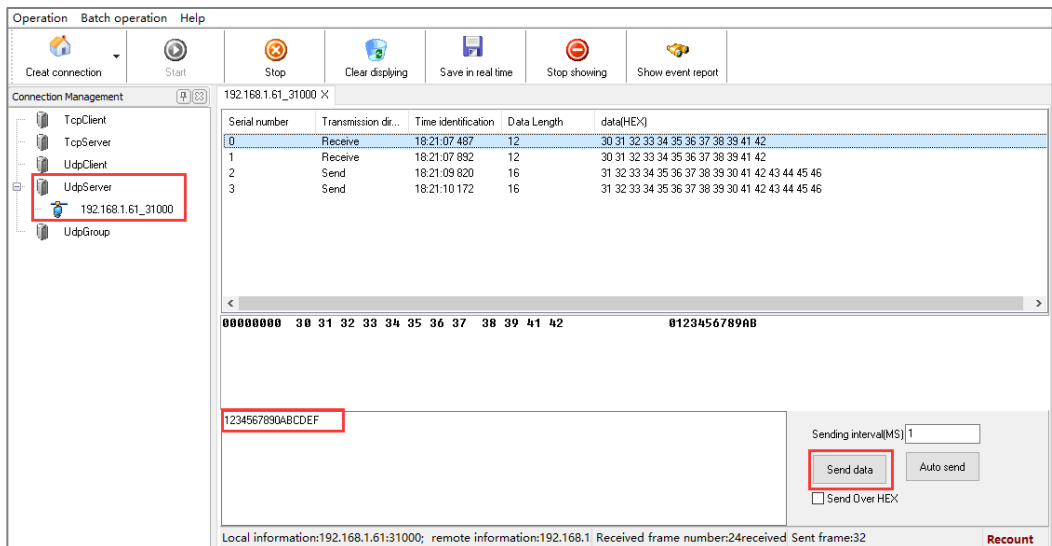 Operation Batch operation Help
Creat connection Start Stop Clear displying Save in real time Stop showing Show event report
Connection Management
TcpClient
TcpServer
UdpClient
UdpServer
192.168.1.61_31000
UdpGroup
192.168.1.61_31000 X
Serial number Transmission dir... Time identification Data Length data(HEX)
0 Receive 18:21:07 487 12 30 31 32 33 34 35 36 37 38 39 41 42
1 Receive 18:21:07 892 12 30 31 32 33 34 35 36 37 38 39 41 42
2 Send 18:21:09 820 16 31 32 33 34 35 36 37 38 39 30 41 42 43 44 45 46
3 Send 18:21:10 172 16 31 32 33 34 35 36 37 38 39 30 41 42 43 44 45 46
00000000 30 31 32 33 34 35 36 37 38 39 41 42 0123456789AB
1234567890ABCDEF
Sending interval(MS) 1
Send data Auto send
Send Over HEX
Local information:192.168.1.61:31000; remote information:192.168.1 Received frame number:24received Sent frame:32 Recount